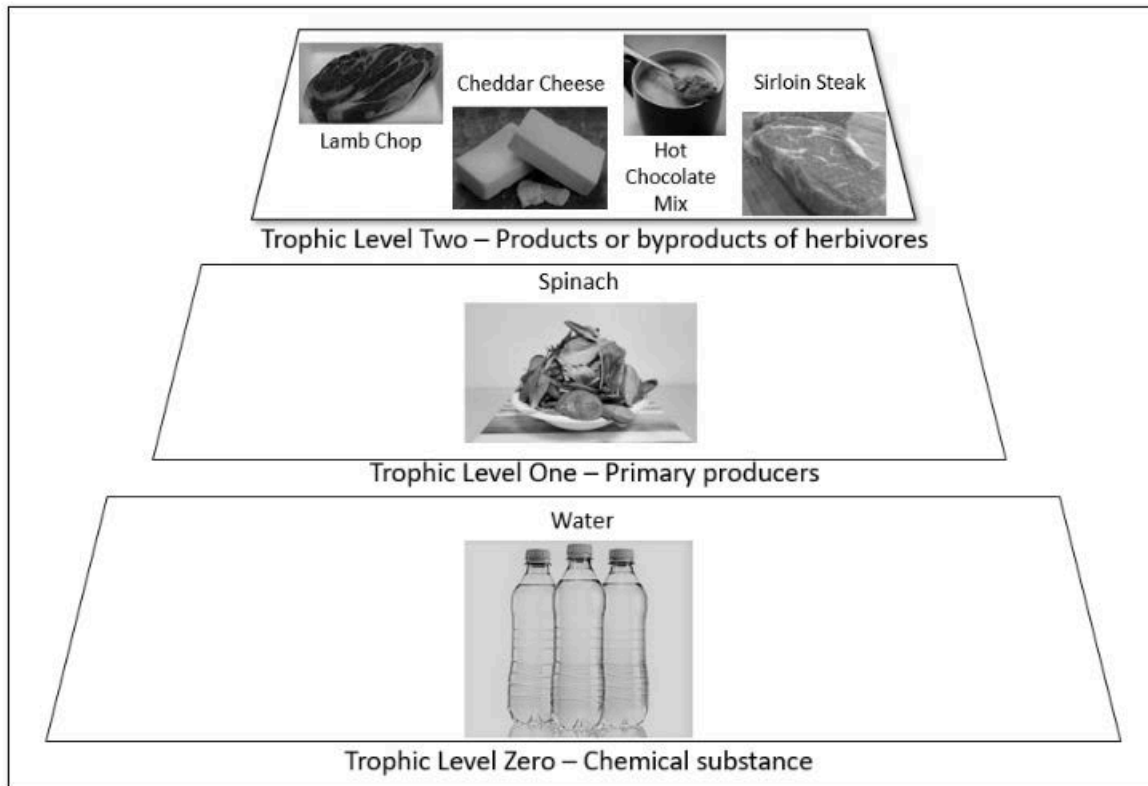 Lamb Chop
Cheddar Cheese
Hot
Chocolate
Mix
Sirloin Steak
Trophic Level Two – Products or byproducts of herbivores
Spinach
Trophic Level One – Primary producers
Water
Trophic Level Zero – Chemical substance